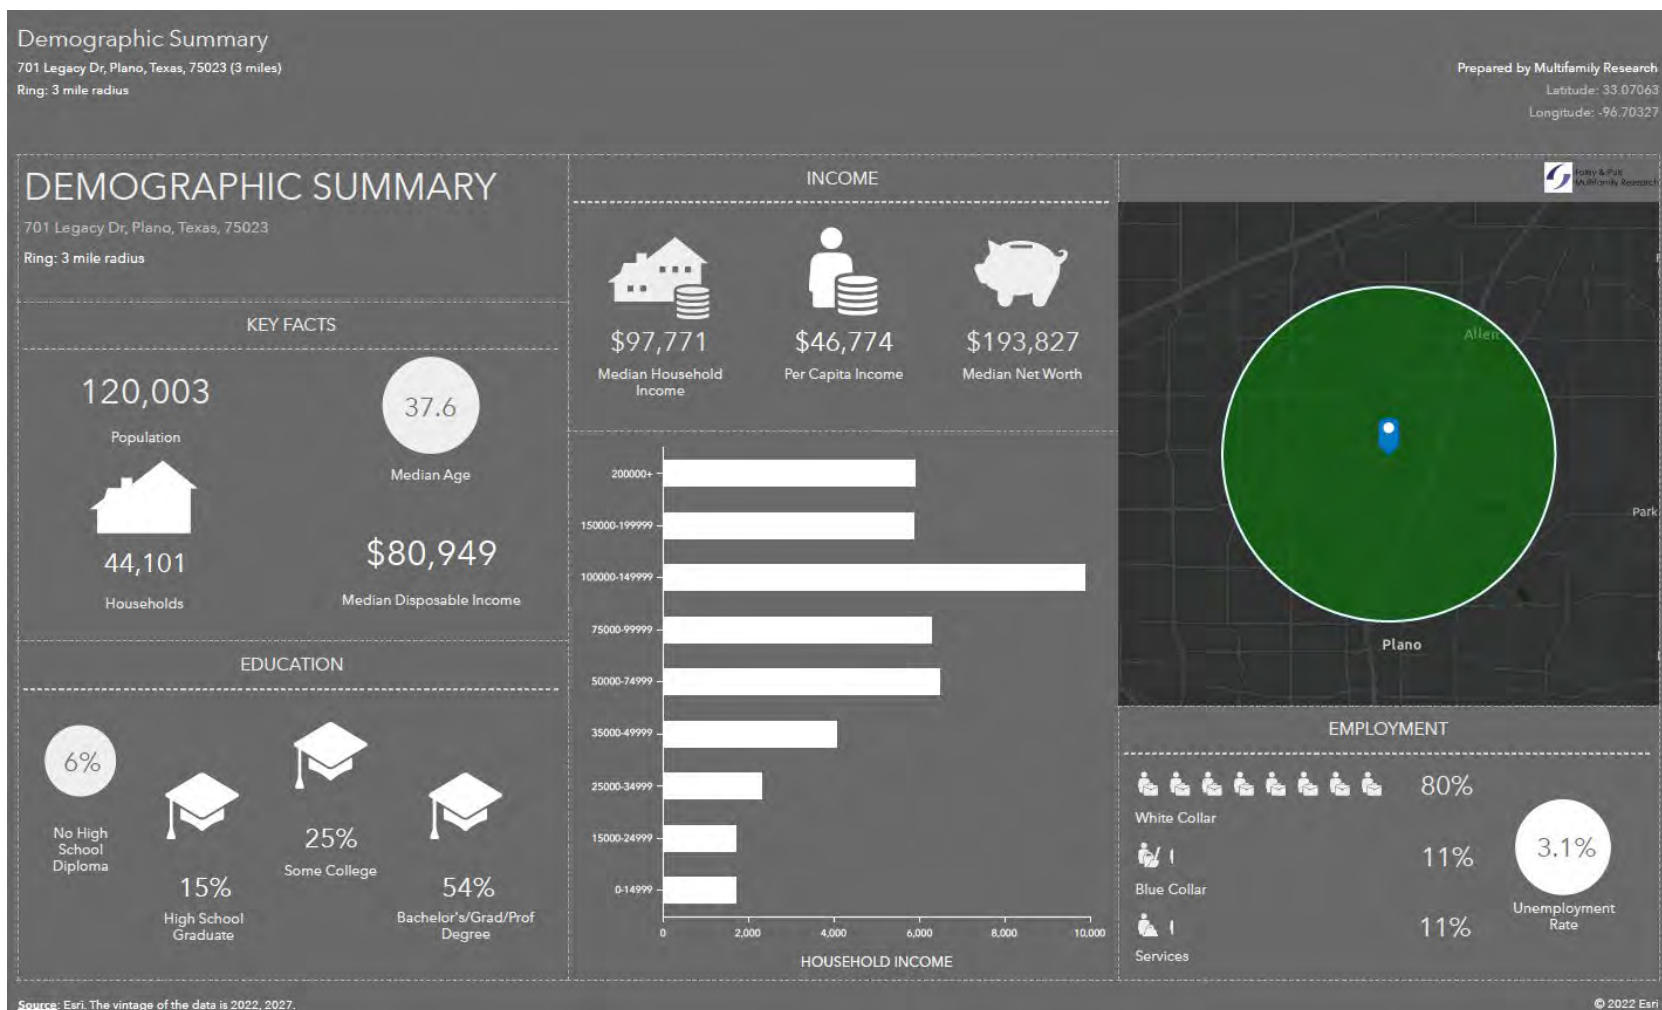 Demographic Summary
701 Legacy Dr, Plano, Texas, 75023 (3 miles)
Ring: 3 mile radius
Prepared by Multifamily Research
Latitude: 33.07063
Longitude: -96.70327
DEMOGRAPHIC SUMMARY
701 Legacy Dr, Plano, Texas, 75023
Ring: 3 mile radius
KEY FACTS
120,003
Population
37.6
Median Age
44,101
Households
$80,949
Median Disposable Income
EDUCATION
6%
No High
School
Diploma
15%
High School
Graduate
25%
Some College
54%
Bachelor's/Grad/Prof
Degree
INCOME
$97,771
Median Household
Income
$46,774
Per Capita Income
$193,827
Median Net Worth
200000+
150000-199999
100000-149999
75000-99999
50000-74999
35000-49999
25000-34999
15000-24999
0-14999
0 2,000 4,000 6,000 8,000 10,000
HOUSEHOLD INCOME
Multifamily Research
Allen
Park
Plano
EMPLOYMENT
80%
White Collar
11%
Blue Collar
11%
Services
3.1%
Unemployment
Rate
Source: Esri. The vintage of the data is 2022, 2027.
© 2022 Esri